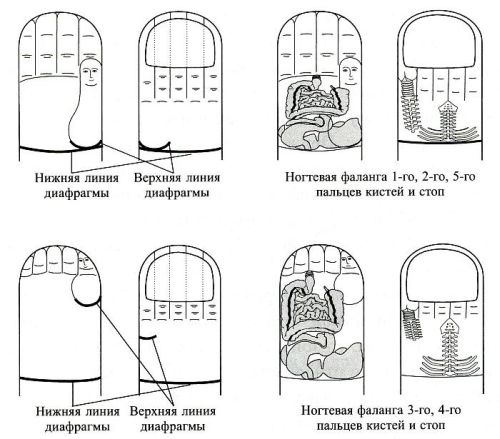 Нижняя линия Верхняя линия
диафрагмы диафрагмы
Ногтевая фаланга 1-го, 2-го, 5-го
пальцев кистей и стоп
Нижняя линия Верхняя линия
диафрагмы диафрагмы
Ногтевая фаланга 3-го, 4-го
пальцев кистей и стоп